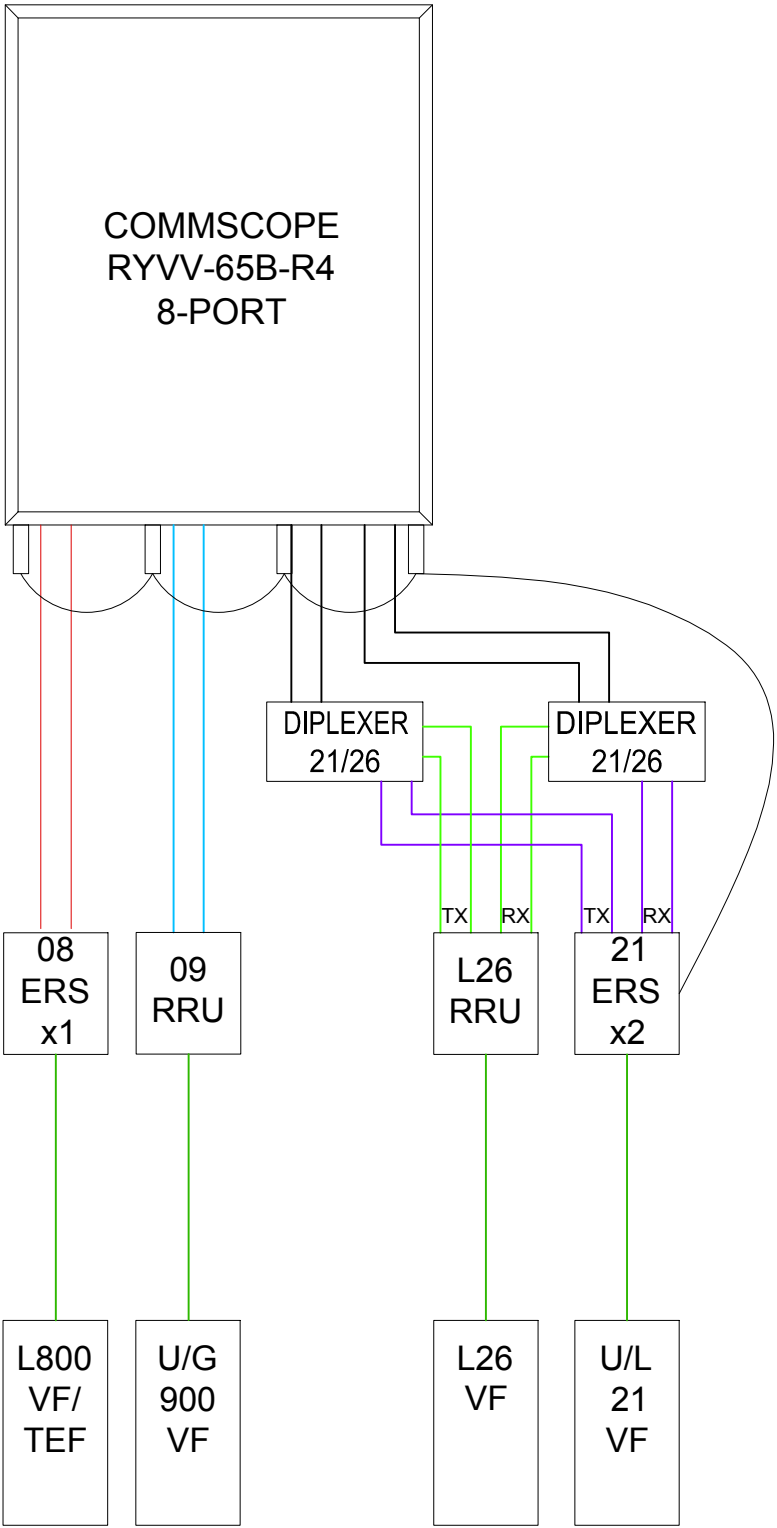 COMMSCOPE
RYVV-65B-R4
8-PORT
DIPLEXER
21/26
DIPLEXER
21/26
TX
RX
TX
RX
08
ERS
x1
09
RRU
L26
RRU
21
ERS
x2
L800
VF/
TEF
U/G
900
VF
L26
VF
U/L
21
VF